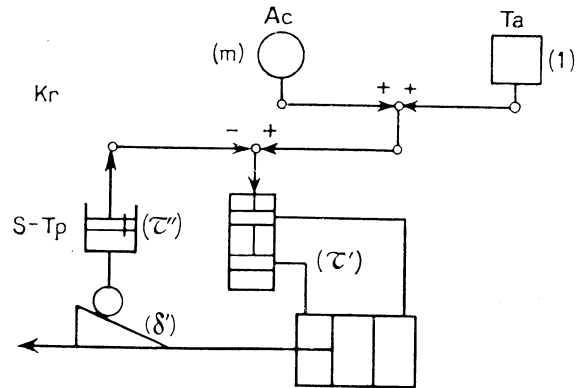 Ac
Ta
(m)
(1)
+ +
Kr
- +
S-Tp
(τ'')
(τ')
(δ')